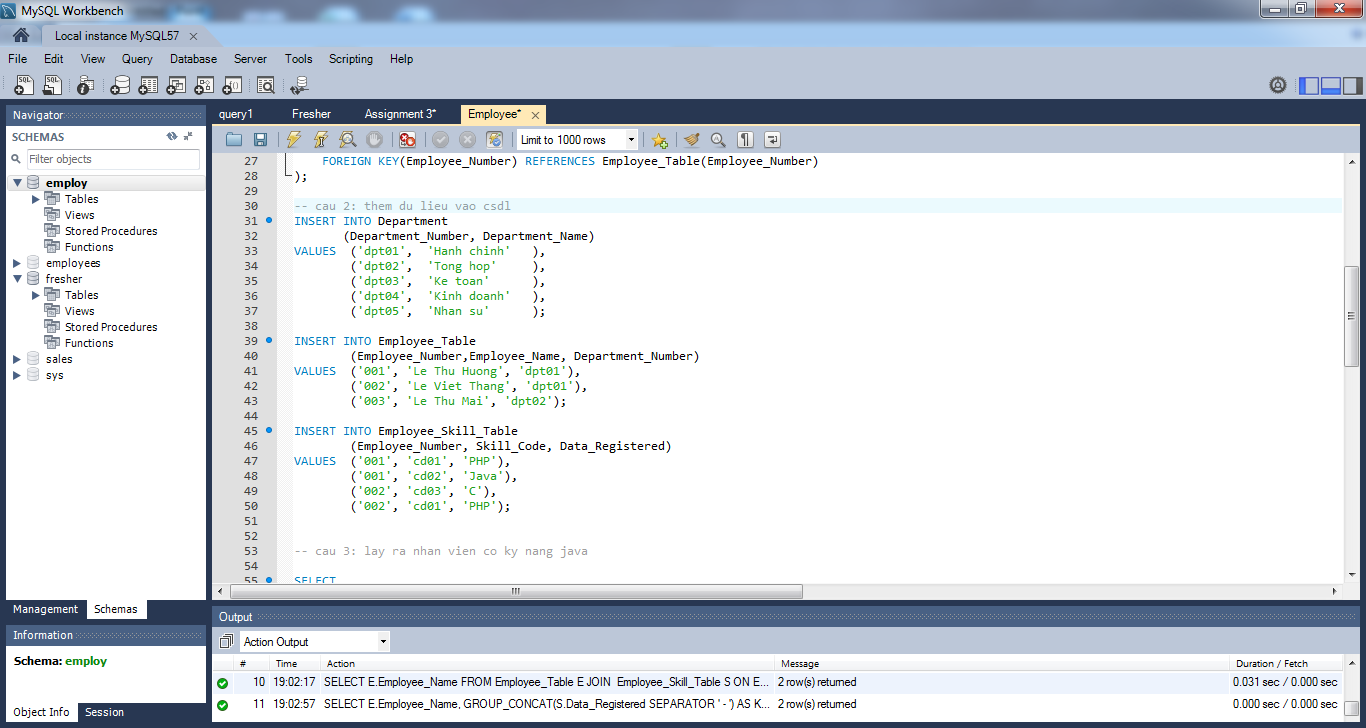 MySQL Workbench
Local instance MySQL57
File Edit View Query Database Server Tools Scripting Help
Navigator
SCHEMAS
Filter objects
employ
Tables
Views
Stored Procedures
Functions
employees
fresher
Tables
Views
Stored Procedures
Functions
sales
sys
Management Schemas
Information
Schema: employ
Object Info Session
query1 Fresher Assignment 3* Employee*
Limit to 1000 rows
27 FOREIGN KEY(Employee_Number) REFERENCES Employee_Table(Employee_Number)
28 );
29
30 -- cau 2: them du lieu vao csdl
31 INSERT INTO Department
32 (Department_Number, Department_Name)
33 VALUES ('dpt01', 'Hanh chinh' ),
34 ('dpt02', 'Tong hop' ),
35 ('dpt03', 'Ke toan' ),
36 ('dpt04', 'Kinh doanh' ),
37 ('dpt05', 'Nhan su' );
38
39 INSERT INTO Employee_Table
40 (Employee_Number,Employee_Name, Department_Number)
41 VALUES ('001', 'Le Thu Huong', 'dpt01'),
42 ('002', 'Le Viet Thang', 'dpt01'),
43 ('003', 'Le Thu Mai', 'dpt02');
44
45 INSERT INTO Employee_Skill_Table
46 (Employee_Number, Skill_Code, Data_Registered)
47 VALUES ('001', 'cd01', 'PHP'),
48 ('001', 'cd02', 'Java'),
49 ('002', 'cd03', 'C'),
50 ('002', 'cd01', 'PHP');
51
52
53 -- cau 3: lay ra nhan vien co ky nang java
54
55 SELECT
Output
Action Output
# Time Action Message Duration / Fetch
10 19:02:17 SELECT E.Employee_Name FROM Employee_Table E JOIN Employee_Skill_Table S ON E... 2 row(s) returned 0.031 sec / 0.000 sec
11 19:02:57 SELECT E.Employee_Name, GROUP_CONCAT(S.Data_Registered SEPARATOR ' - ') AS K... 2 row(s) returned 0.000 sec / 0.000 sec